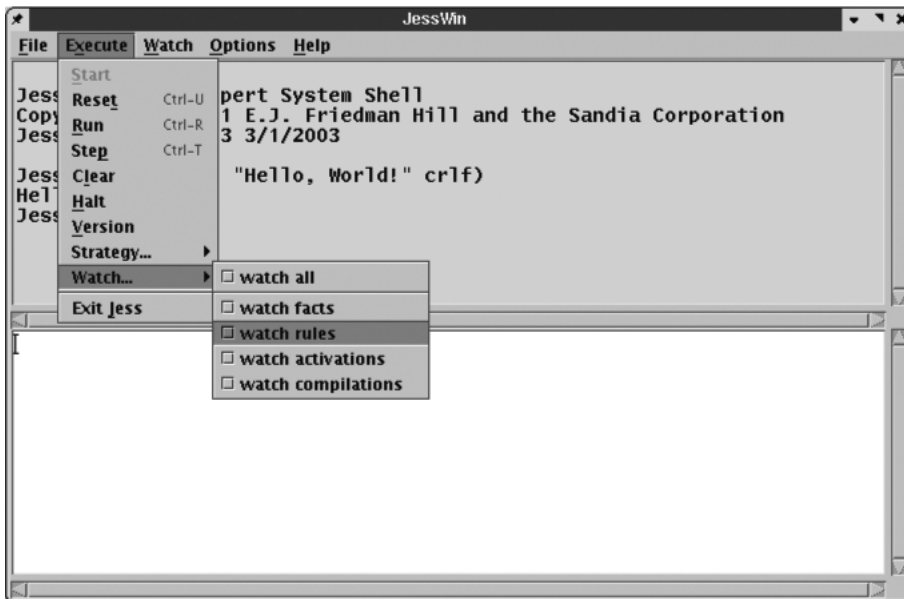 JessWin
File Execute Watch Options Help
Start
Reset Ctrl-U
Run Ctrl-R
Step Ctrl-T
Clear
Halt
Version
Strategy...
Watch...
Exit Jess
watch all
watch facts
watch rules
watch activations
watch compilations
Jess pert System Shell
Copy 1 E.J. Friedman Hill and the Sandia Corporation
Jess 3 3/1/2003
Jess "Hello, World!" crlf)
Hell
Jess